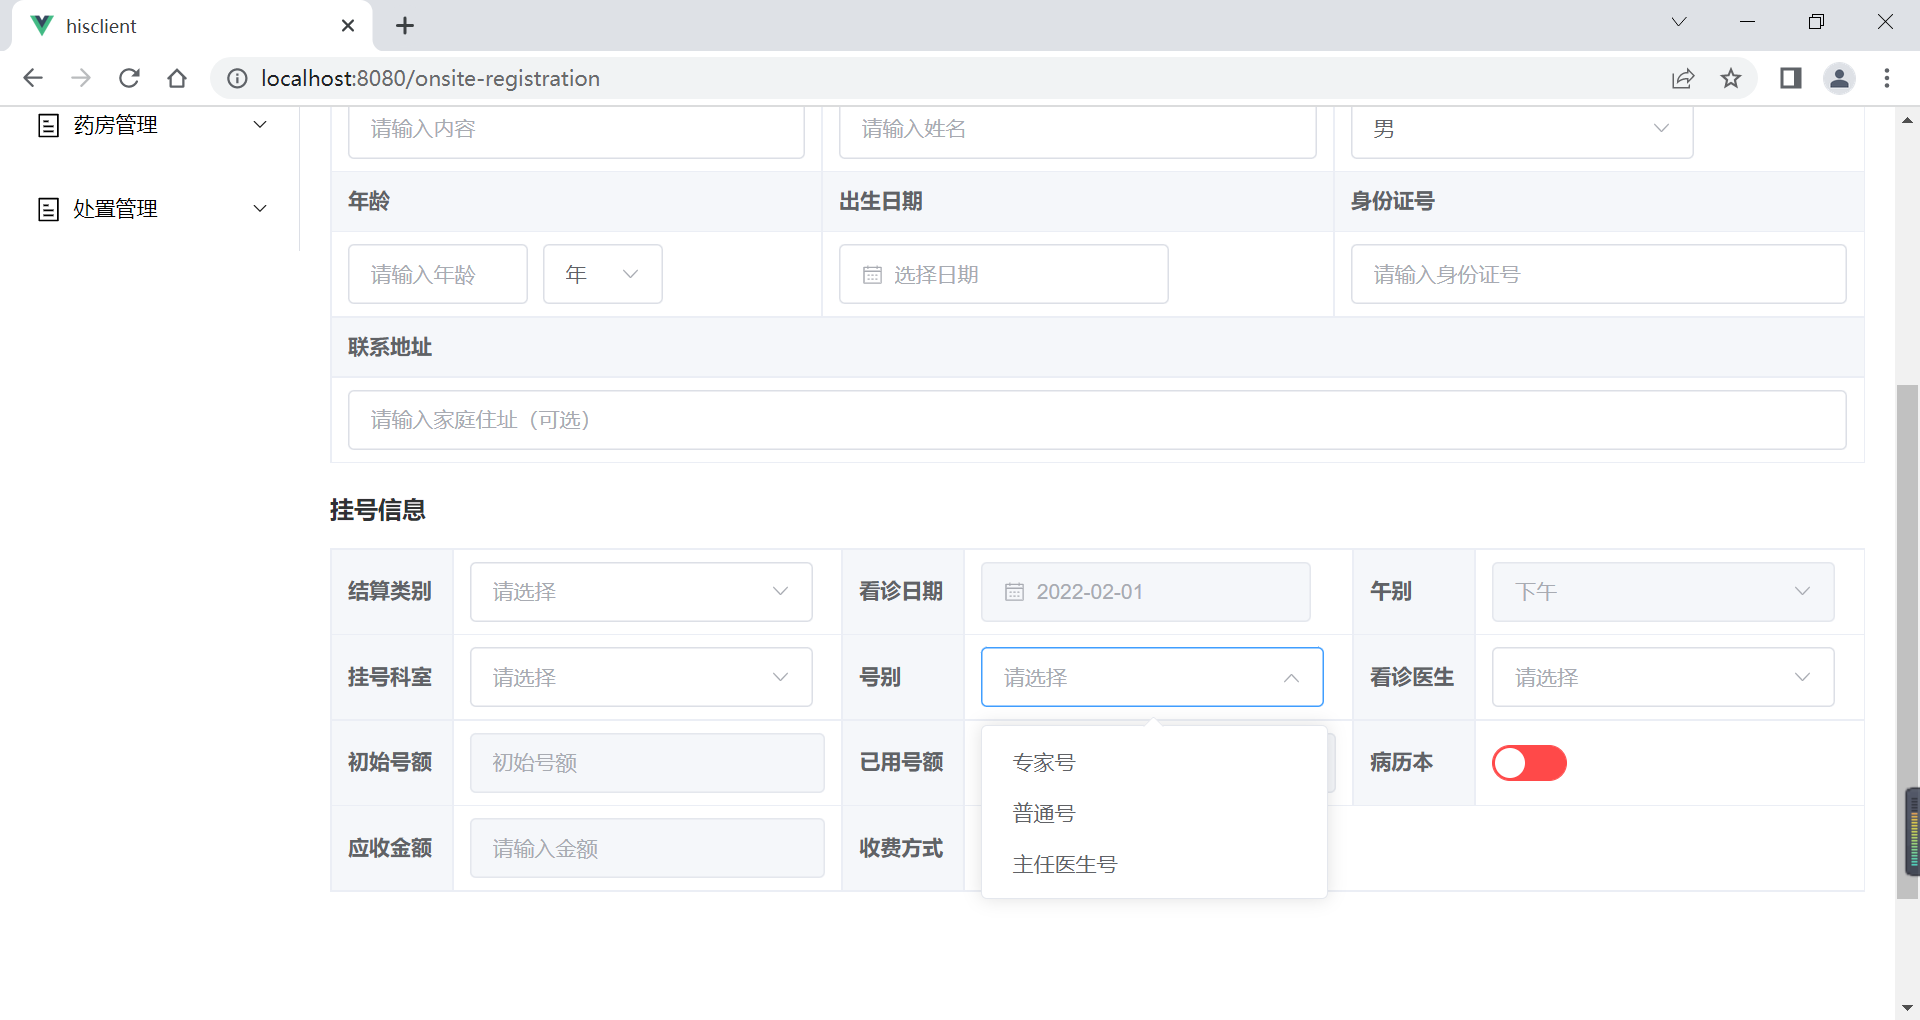 hisclient
localhost:8080/onsite-registration
药房管理
处置管理
请输入内容 请输入姓名 男
年龄 出生日期 身份证号
请输入年龄 年 选择日期 请输入身份证号
联系地址
请输入家庭住址（可选）
挂号信息
结算类别 请选择 看诊日期 2022-02-01 午别 下午
挂号科室 请选择 号别 请选择 看诊医生 请选择
初始号额 初始号额 已用号额 病历本
应收金额 请输入金额 收费方式
专家号
普通号
主任医生号